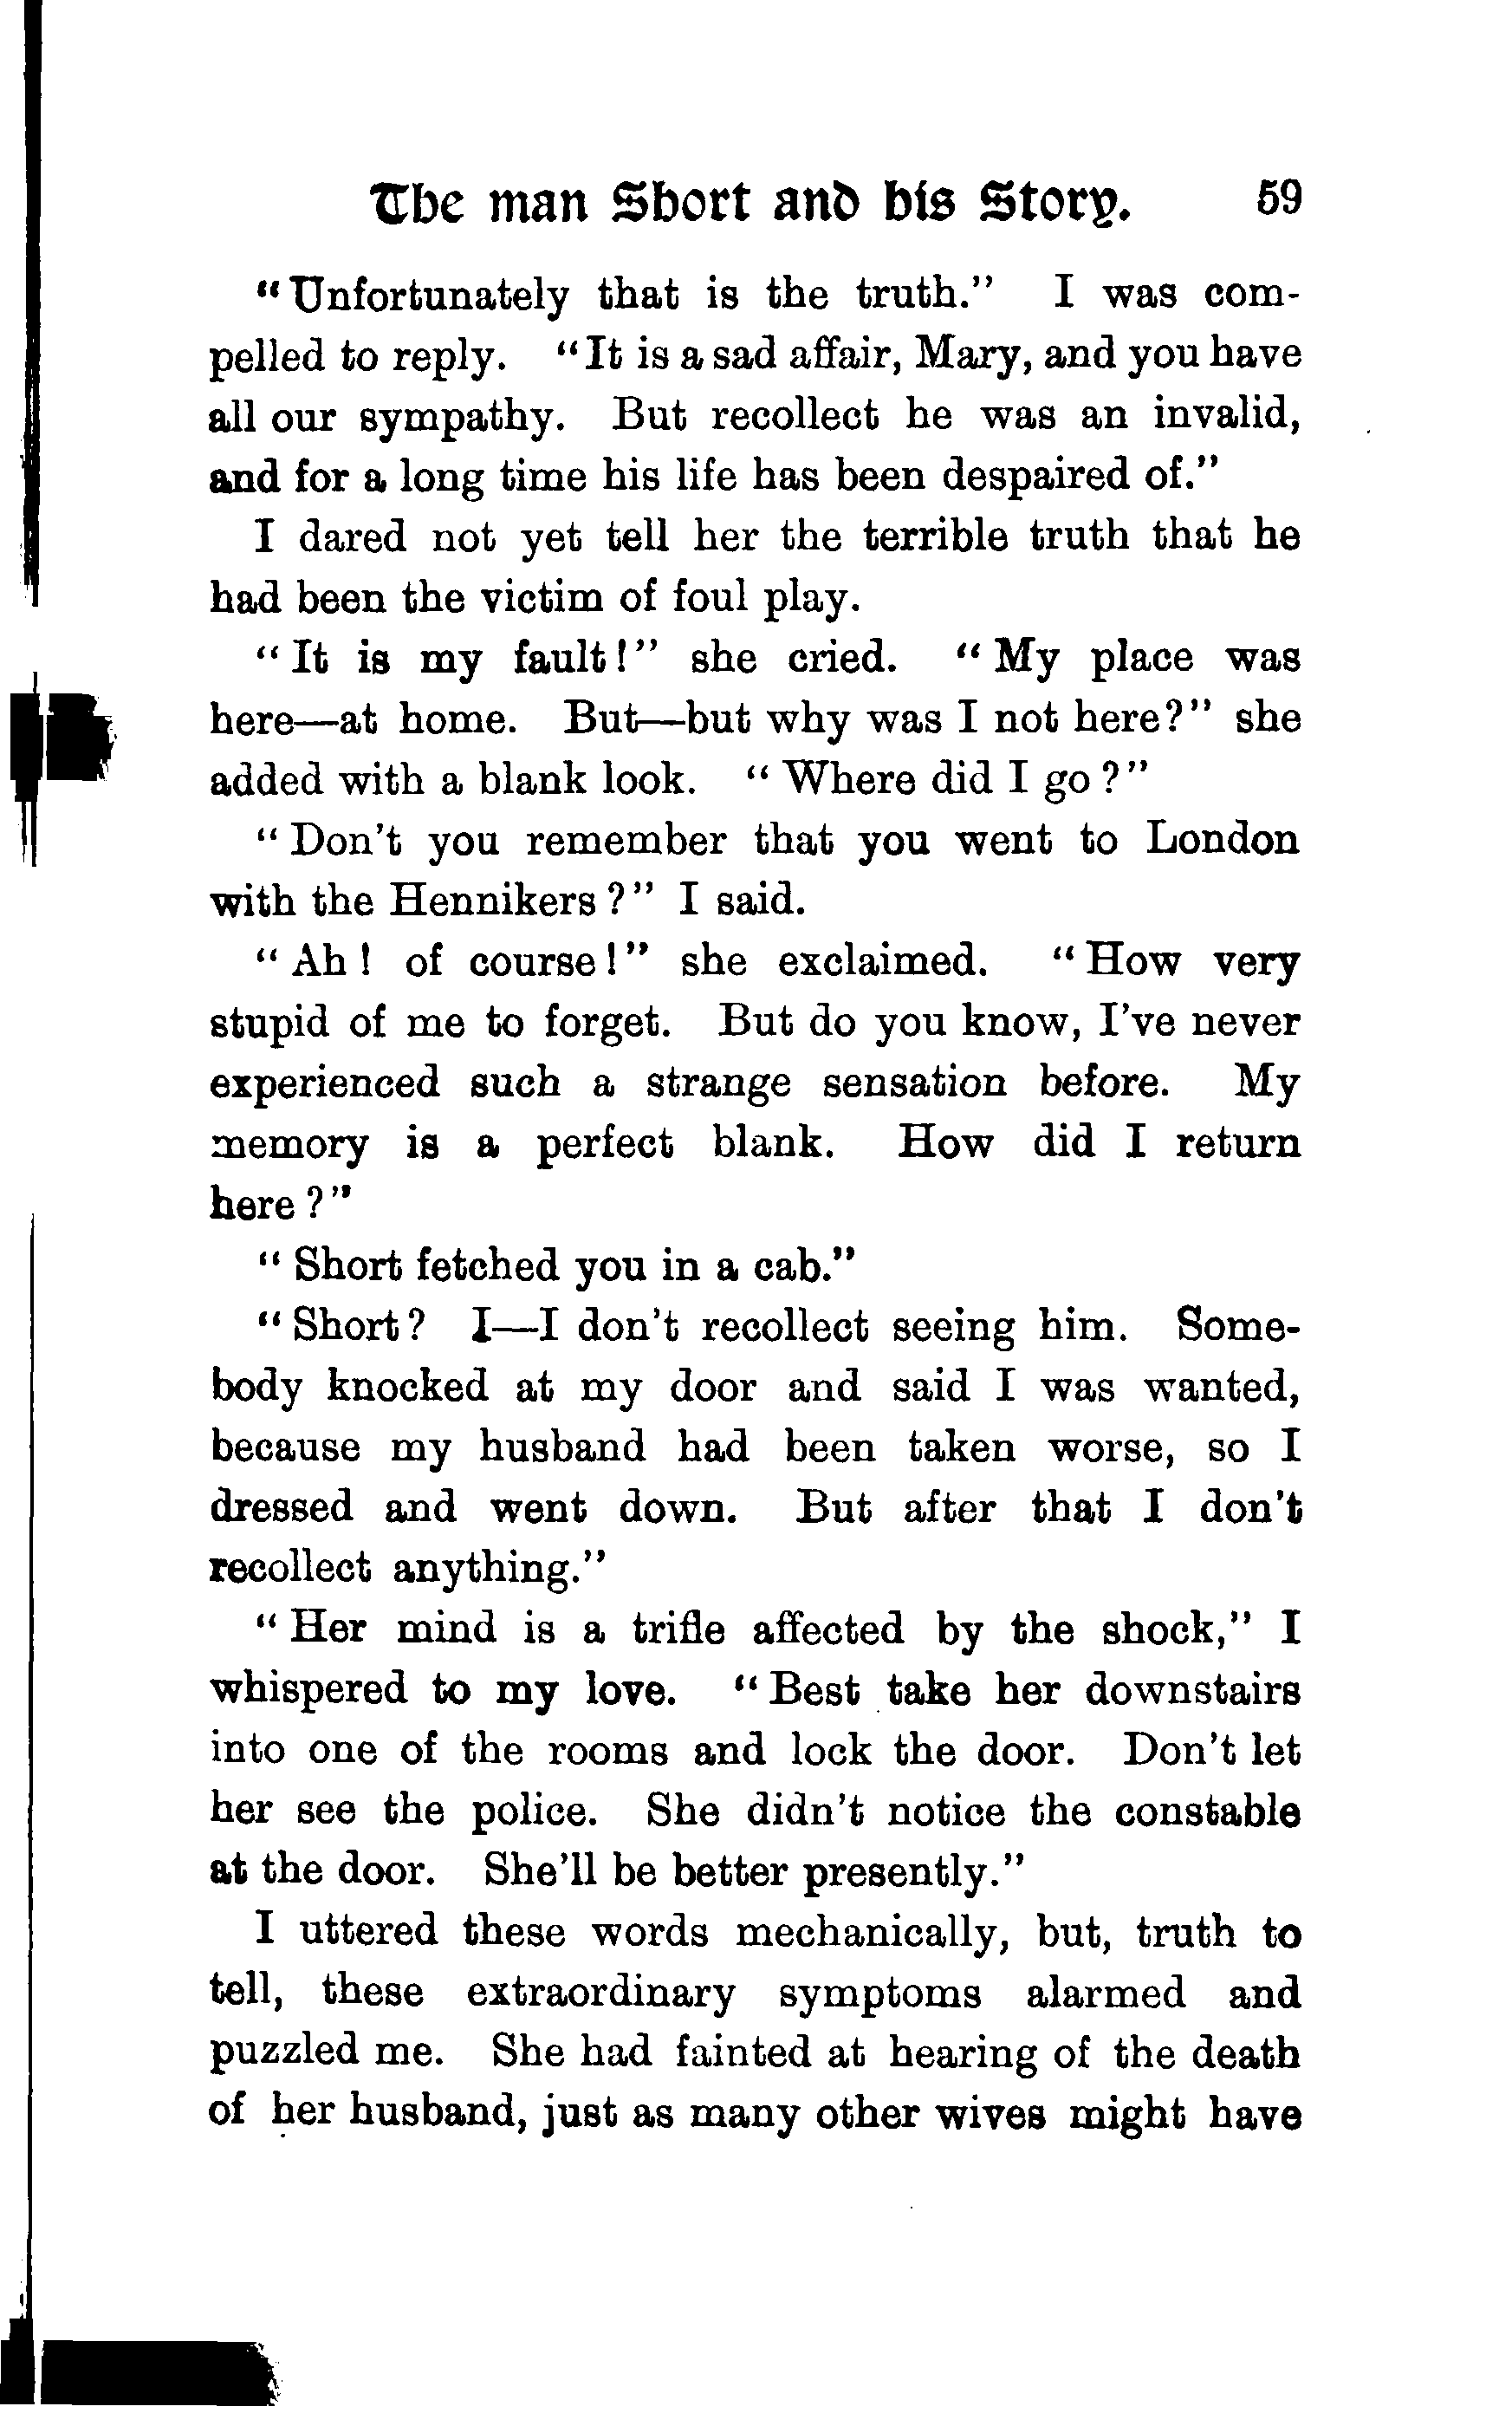 The man Short and his Story. 59
"Unfortunately that is the truth." I was com-
pelled to reply. "It is a sad affair, Mary, and you have
all our sympathy. But recollect he was an invalid,
and for a long time his life has been despaired of."
I dared not yet tell her the terrible truth that he
had been the victim of foul play.
"It is my fault!" she cried. "My place was
here—at home. But—but why was I not here?" she
added with a blank look. "Where did I go?"
"Don't you remember that you went to London
with the Hennikers?" I said.
"Ah! of course!" she exclaimed. "How very
stupid of me to forget. But do you know, I've never
experienced such a strange sensation before. My
memory is a perfect blank. How did I return
here?"
"Short fetched you in a cab."
"Short? I—I don't recollect seeing him. Some-
body knocked at my door and said I was wanted,
because my husband had been taken worse, so I
dressed and went down. But after that I don't
recollect anything."
"Her mind is a trifle affected by the shock," I
whispered to my love. "Best take her downstairs
into one of the rooms and lock the door. Don't let
her see the police. She didn't notice the constable
at the door. She'll be better presently."
I uttered these words mechanically, but, truth to
tell, these extraordinary symptoms alarmed and
puzzled me. She had fainted at hearing of the death
of her husband, just as many other wives might have